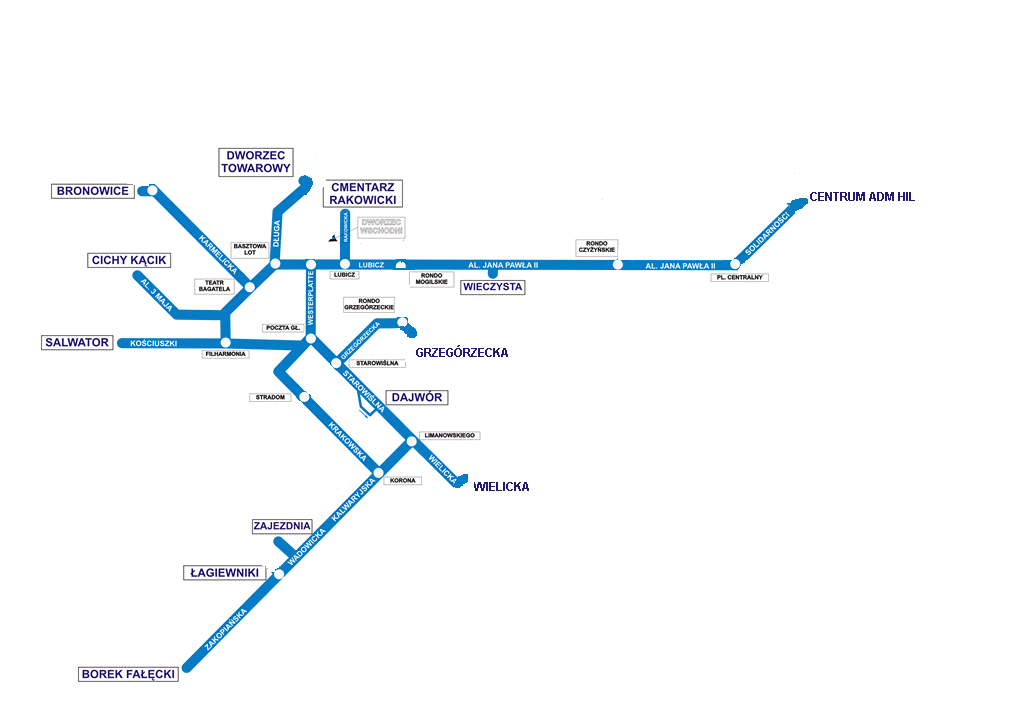 DWORZEC
TOWAROWY
BRONOWICE
CMENTARZ
RAKOWICKI
CENTRUM ADM HIL
DŁUGA
RAKOWICKA
DWORZEC
WSCHODNI
SOLIDARNOŚCI
KARMELICKA
BASZTOWA
LOT
RONDO
CZYŻYŃSKIE
CICHY KĄCIK
LUBICZ
AL. JANA PAWŁA II
AL. JANA PAWŁA II
LUBICZ
RONDO
MOGILSKIE
PL. CENTRALNY
TEATR
BAGATELA
WIECZYSTA
AL. 3 MAJA
WESTERPLATTE
RONDO
GRZEGÓRZECKIE
POCZTA GŁ.
GRZEGÓRZECKA
SALWATOR
KOŚCIUSZKI
FILHARMONIA
GRZEGÓRZECKA
STAROWIŚLNA
STAROWIŚLNA
STRADOM
DAJWÓR
KRAKOWSKA
LIMANOWSKIEGO
WIELICKA
KORONA
WIELICKA
KALWARYJSKA
ZAJEZDNIA
WADOWICKA
ŁAGIEWNIKI
ZAKOPIAŃSKA
BOREK FAŁĘCKI